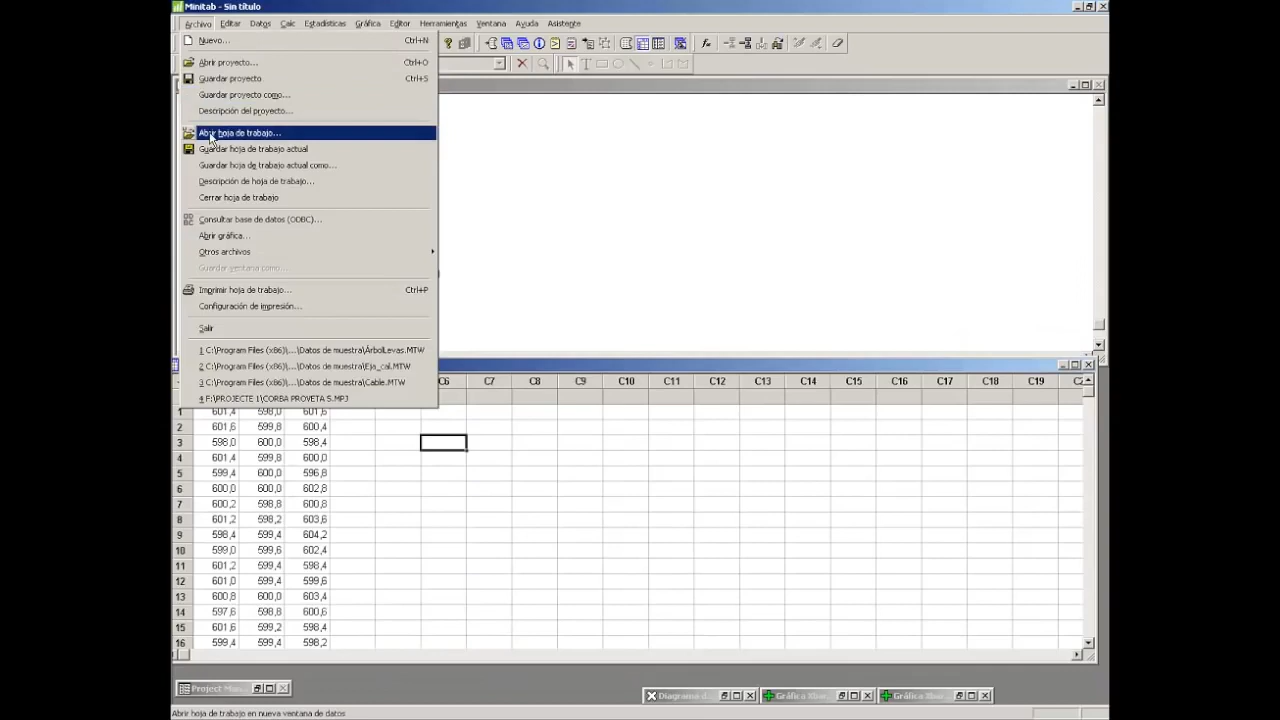 Minitab - Sin título
Archivo Editar Datos Calc Estadísticas Gráfica Editor Herramientas Ventana Ayuda Asistente
Nuevo... Ctrl+N
Abrir proyecto... Ctrl+O
Guardar proyecto Ctrl+S
Guardar proyecto como...
Descripción del proyecto...
Abrir hoja de trabajo...
Guardar hoja de trabajo actual
Guardar hoja de trabajo actual como...
Descripción de hoja de trabajo...
Cerrar hoja de trabajo
Consultar base de datos (ODBC)...
Abrir gráfica...
Otros archivos
Guardar ventana como...
Imprimir hoja de trabajo... Ctrl+P
Configuración de impresión...
Salir
1 C:\Program Files (x86)\...\Datos de muestra\ÁrbolLevas.MTW
2 C:\Program Files (x86)\...\Datos de muestra\Eja_cal.MTW
3 C:\Program Files (x86)\...\Datos de muestra\Cable.MTW
4 F:\PROJECTE 1\CORBA PROVETA 5.MPJ
C6 C7 C8 C9 C10 C11 C12 C13 C14 C15 C16 C17 C18 C19
1 601,4 598,0 601,6
2 601,6 599,8 600,4
3 598,0 600,0 598,4
4 601,4 599,8 600,0
5 599,4 600,0 596,8
6 600,0 600,0 602,8
7 600,2 598,8 600,8
8 601,2 598,2 603,6
9 598,4 599,4 604,2
10 599,0 599,6 602,4
11 601,2 599,4 598,4
12 601,0 599,4 599,6
13 600,8 600,0 603,4
14 597,6 598,8 600,6
15 601,6 599,2 598,4
16 599,4 599,4 598,2
Project Man...
Diagrama d...
Gráfica Xbar...
Gráfica Xbar...
Abrir hoja de trabajo en nueva ventana de datos